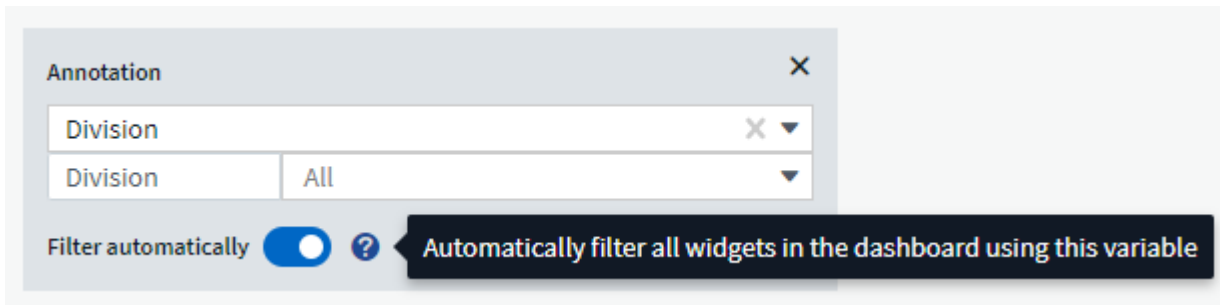 Annotation
Division
Division All
Filter automatically ? Automatically filter all widgets in the dashboard using this variable